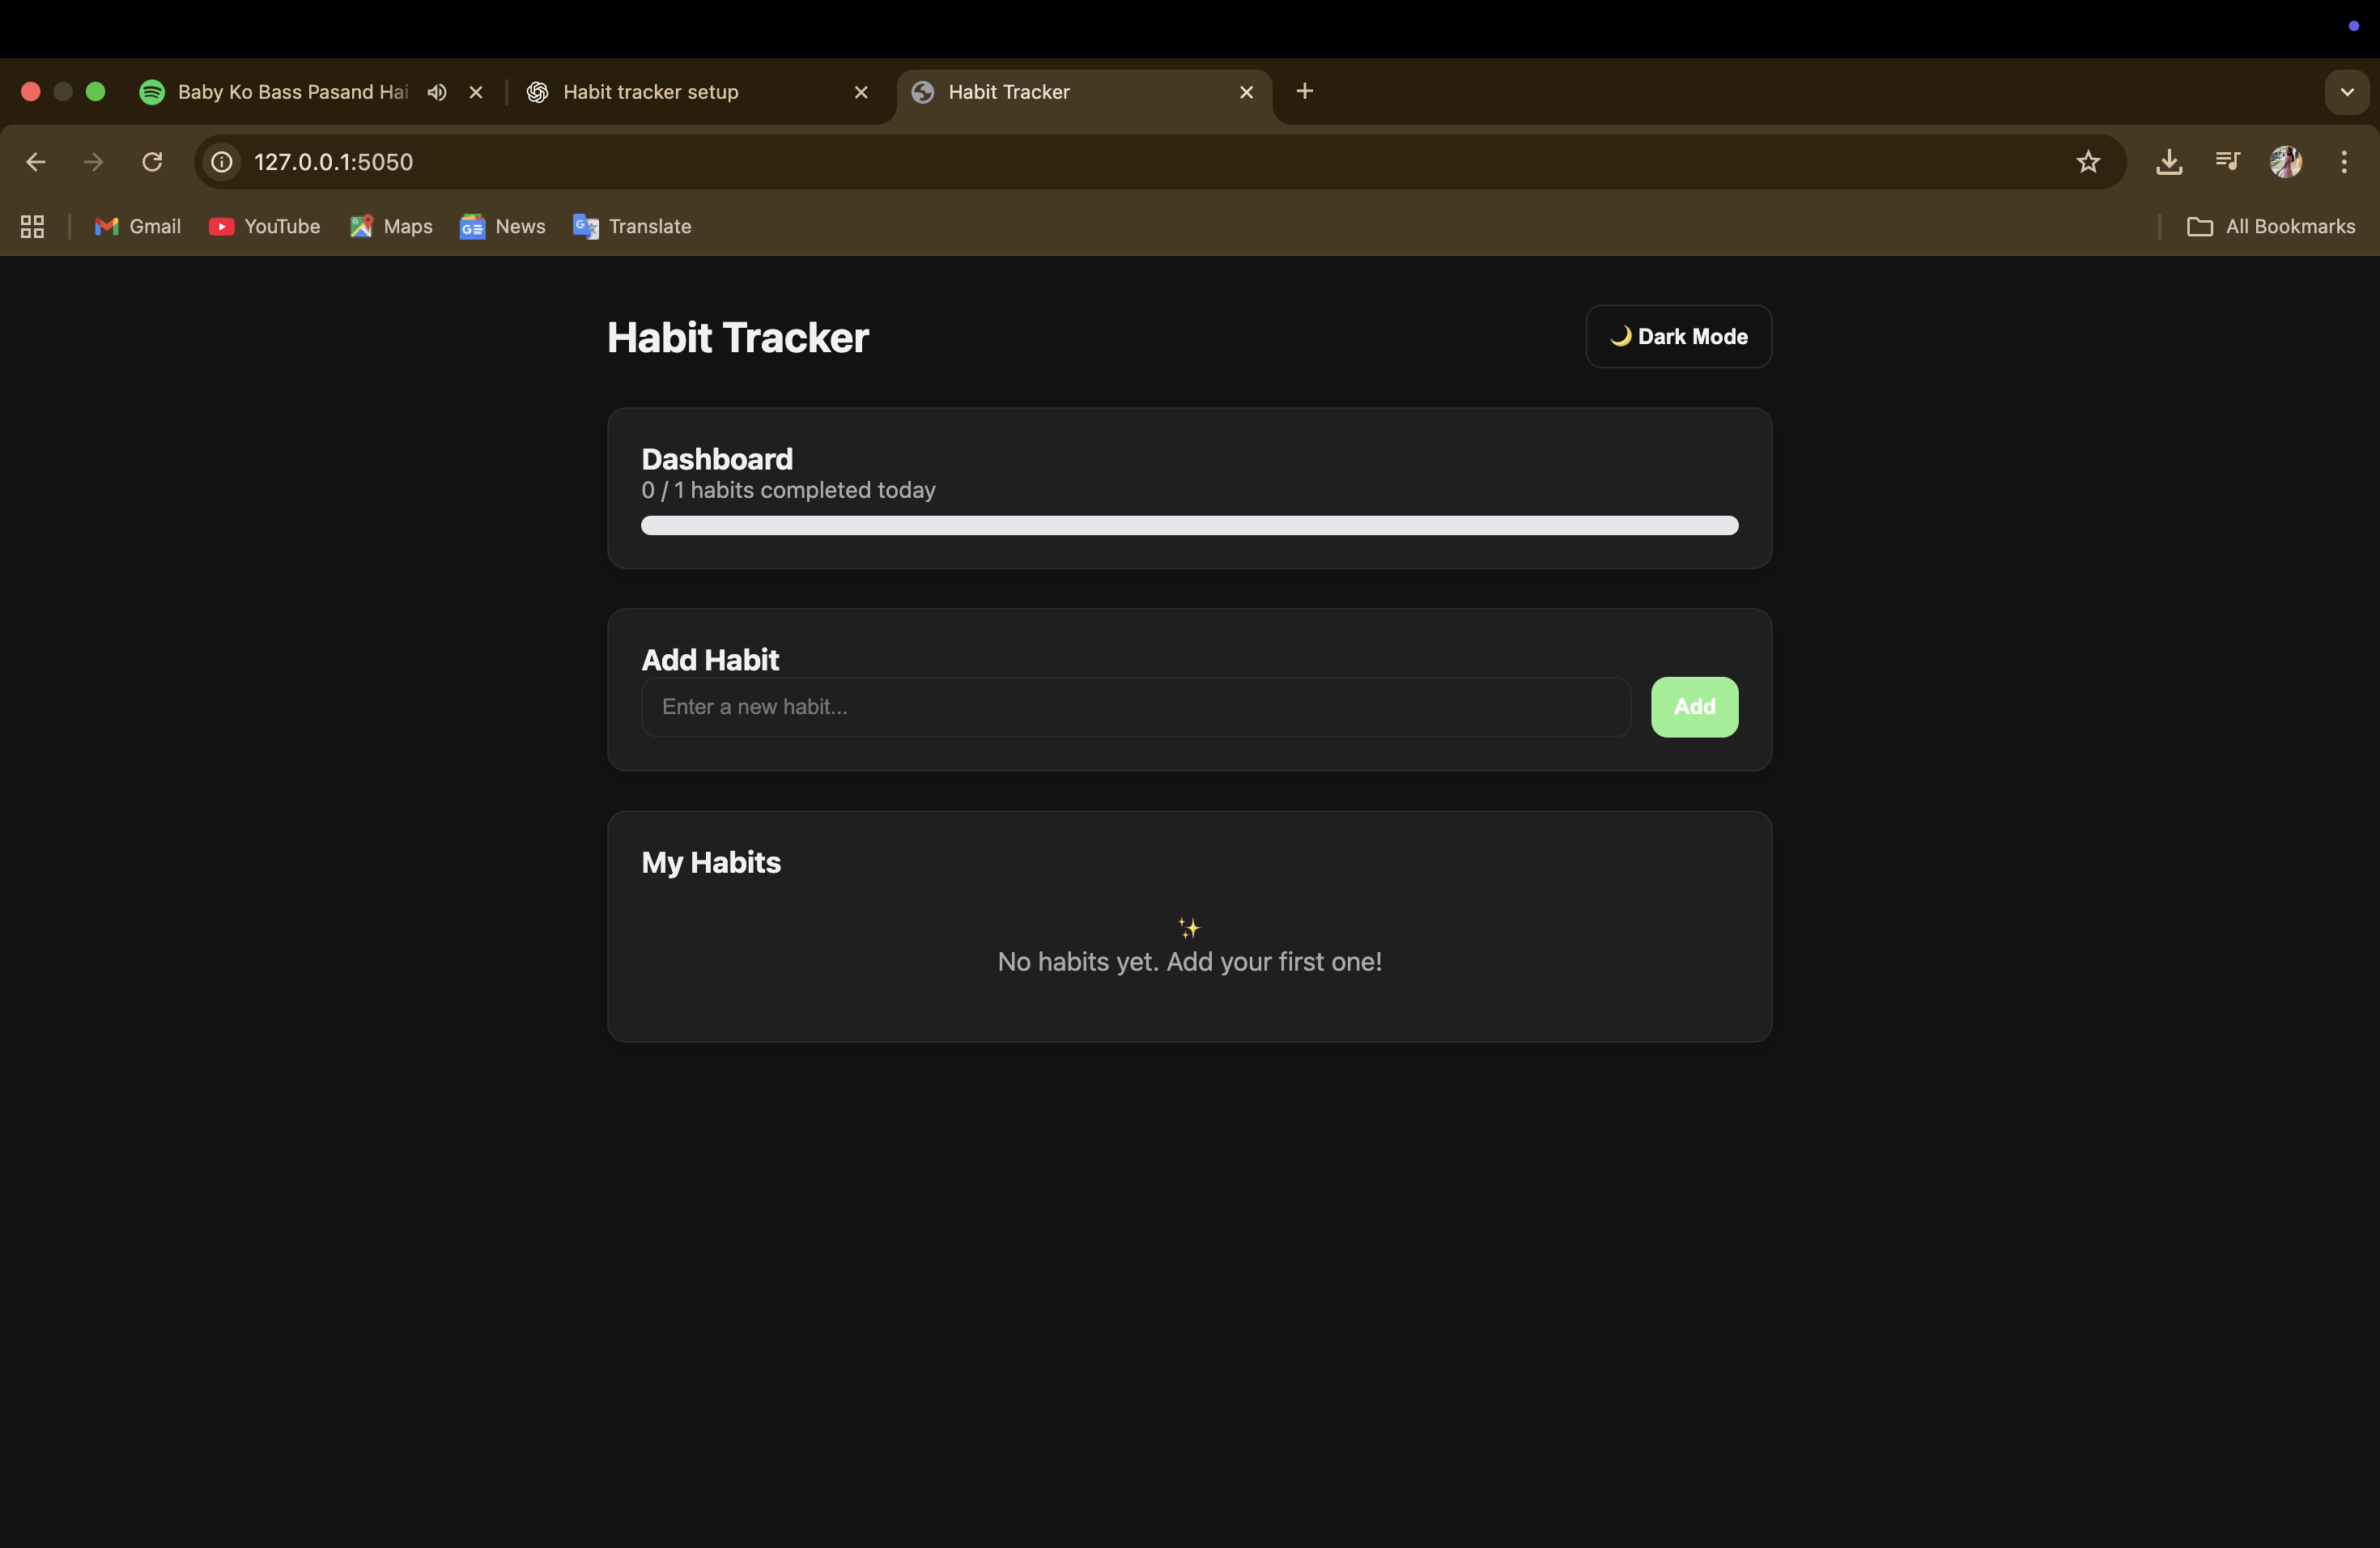 Baby Ko Bass Pasand Hai
Habit tracker setup
Habit Tracker
127.0.0.1:5050
Gmail
YouTube
Maps
News
Translate
All Bookmarks
Habit Tracker
🌙 Dark Mode
Dashboard
0 / 1 habits completed today
Add Habit
Enter a new habit...
Add
My Habits
✨
No habits yet. Add your first one!